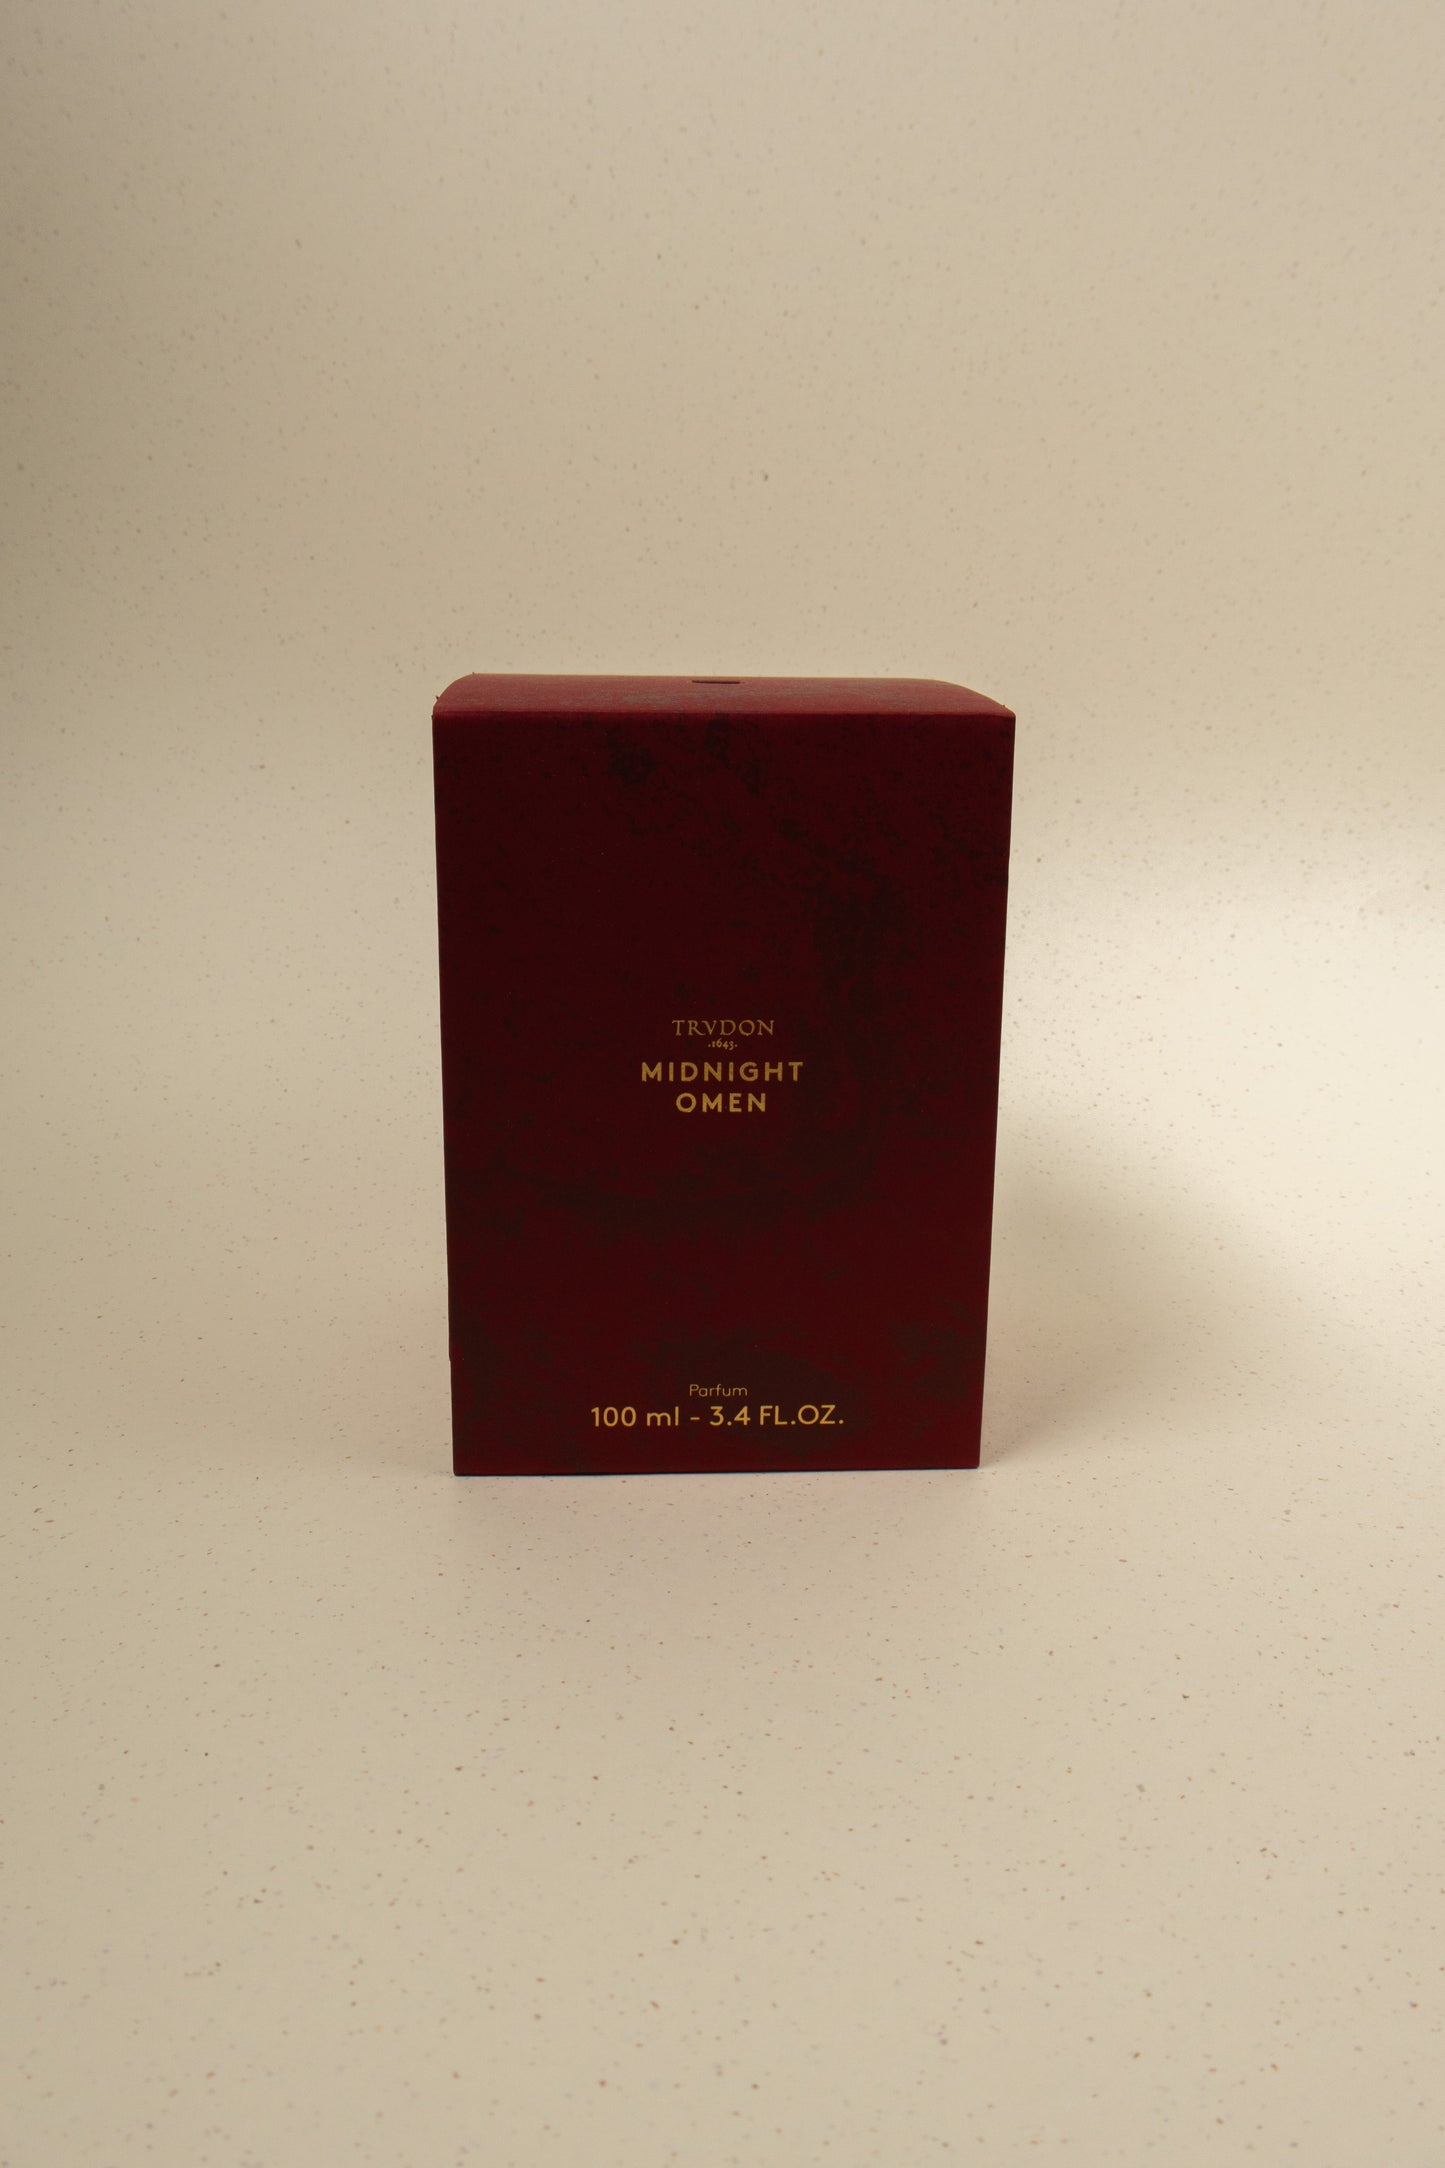 TRVDON
.1643.
MIDNIGHT
OMEN
Parfum
100 ml - 3.4 FL.OZ.